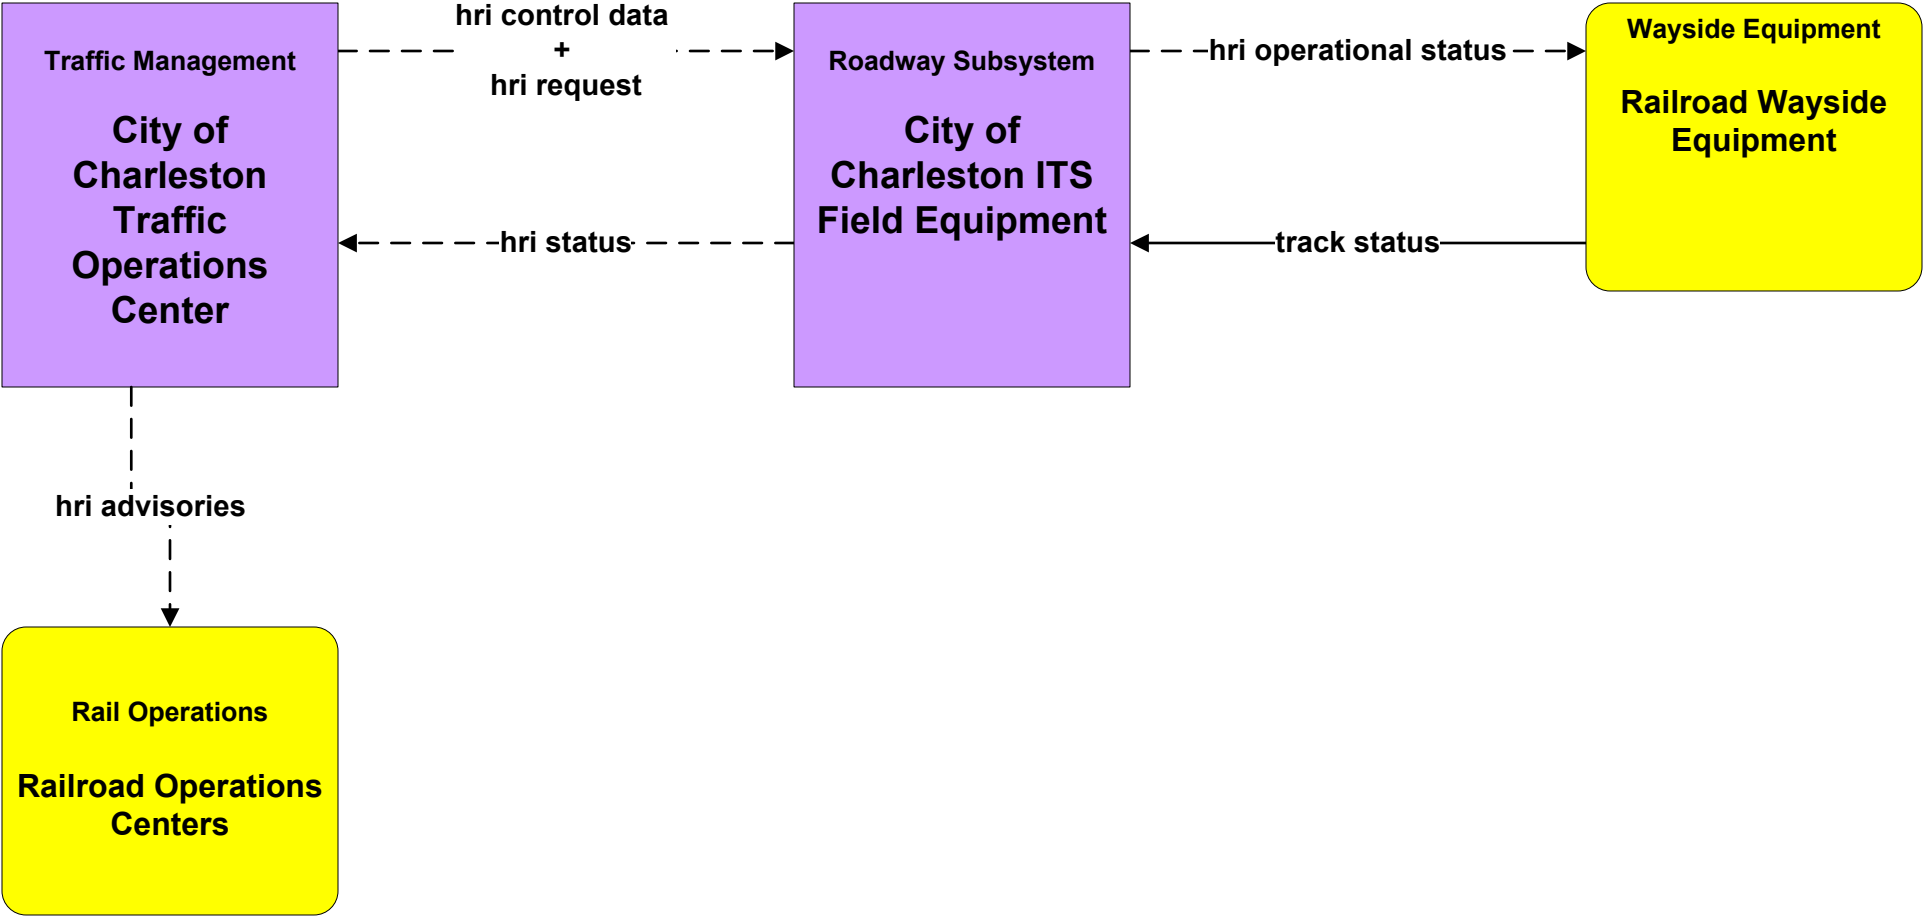 Traffic Management
City of
Charleston
Traffic
Operations
Center
hri control data
+
hri request
hri status
Roadway Subsystem
City of
Charleston ITS
Field Equipment
hri operational status
track status
Wayside Equipment
Railroad Wayside
Equipment
hri advisories
Rail Operations
Railroad Operations
Centers